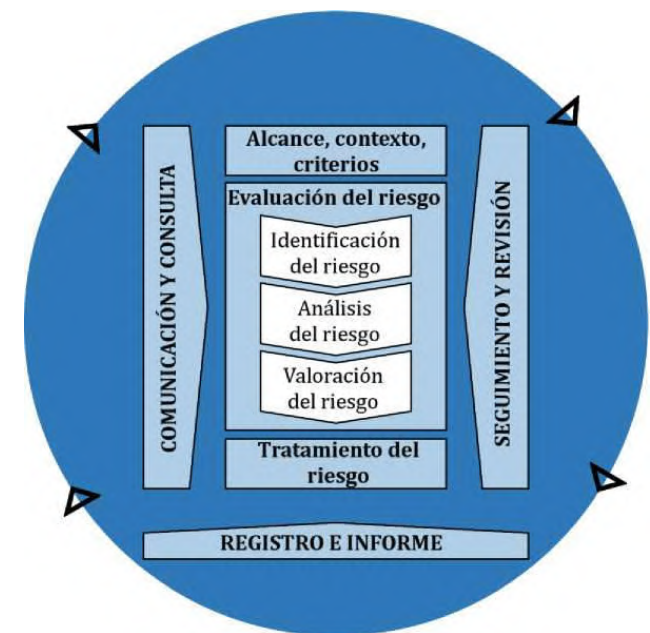 Alcance, contexto,
criterios
Evaluación del riesgo
Identificación
del riesgo
Análisis
del riesgo
Valoración
del riesgo
Tratamiento del
riesgo
COMUNICACIÓN Y CONSULTA
SEGUIMIENTO Y REVISIÓN
REGISTRO E INFORME